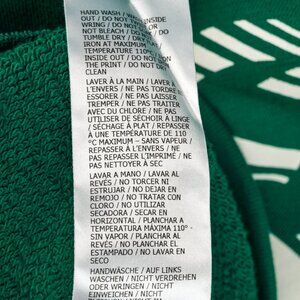 HAND WASH / WASH INSIDE
OUT / DO NOT
WRING / DO NOT SOAK / DO
NOT BLEACH / DO NOT
TUMBLE DRY / DRY FLAT /
IRON AT MAXIMUM 110°
INSIDE OUT / DO NOT IRON
THE PRINT / DO NOT DRY
CLEAN
LAVER À LA MAIN / LAVER À
L'ENVERS / NE PAS TORDRE
ESSORER / NE PAS LAISSER
TREMPER / NE PAS TRAITER
AVEC DU CHLORE / NE PAS
UTILISER DE SÉCHOIR À LINGE
/ SÉCHAGE À PLAT / REPASSER
À UNE TEMPÉRATURE DE 110
°C MAXIMUM – SANS VAPEUR /
REPASSER À L'ENVERS / NE PAS
REPASSER L'IMPRIMÉ / NE PAS
NETTOYER À SEC
LAVAR A MANO / LAVAR AL
REVÉS / NO TORCER NI
ESTRUJAR / NO DEJAR EN
REMOJO / NO TRATAR CON
CLORO / NO UTILIZAR
SECADORA / SECAR EN
HORIZONTAL / PLANCHAR A
TEMPERATURA MÁXIMA 110° -
SIN VAPOR / PLANCHAR AL
REVÉS / NO PLANCHAR EL
ESTAMPADO / NO LAVAR EN
SECO
HANDWÄSCHE / AUF LINKS
WASCHEN / NICHT VERDREHEN
ODER WRINGEN / NICHT
EINWEICHEN / NICHT